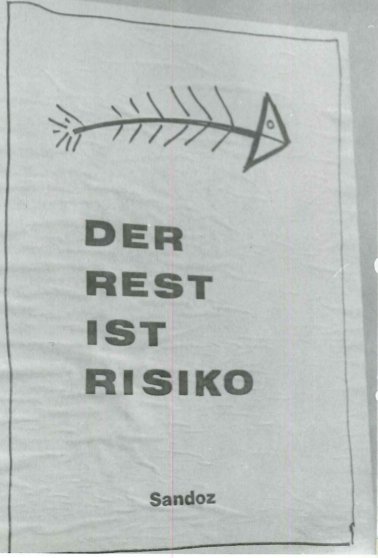 DER
REST
IST
RISIKO
Sandoz